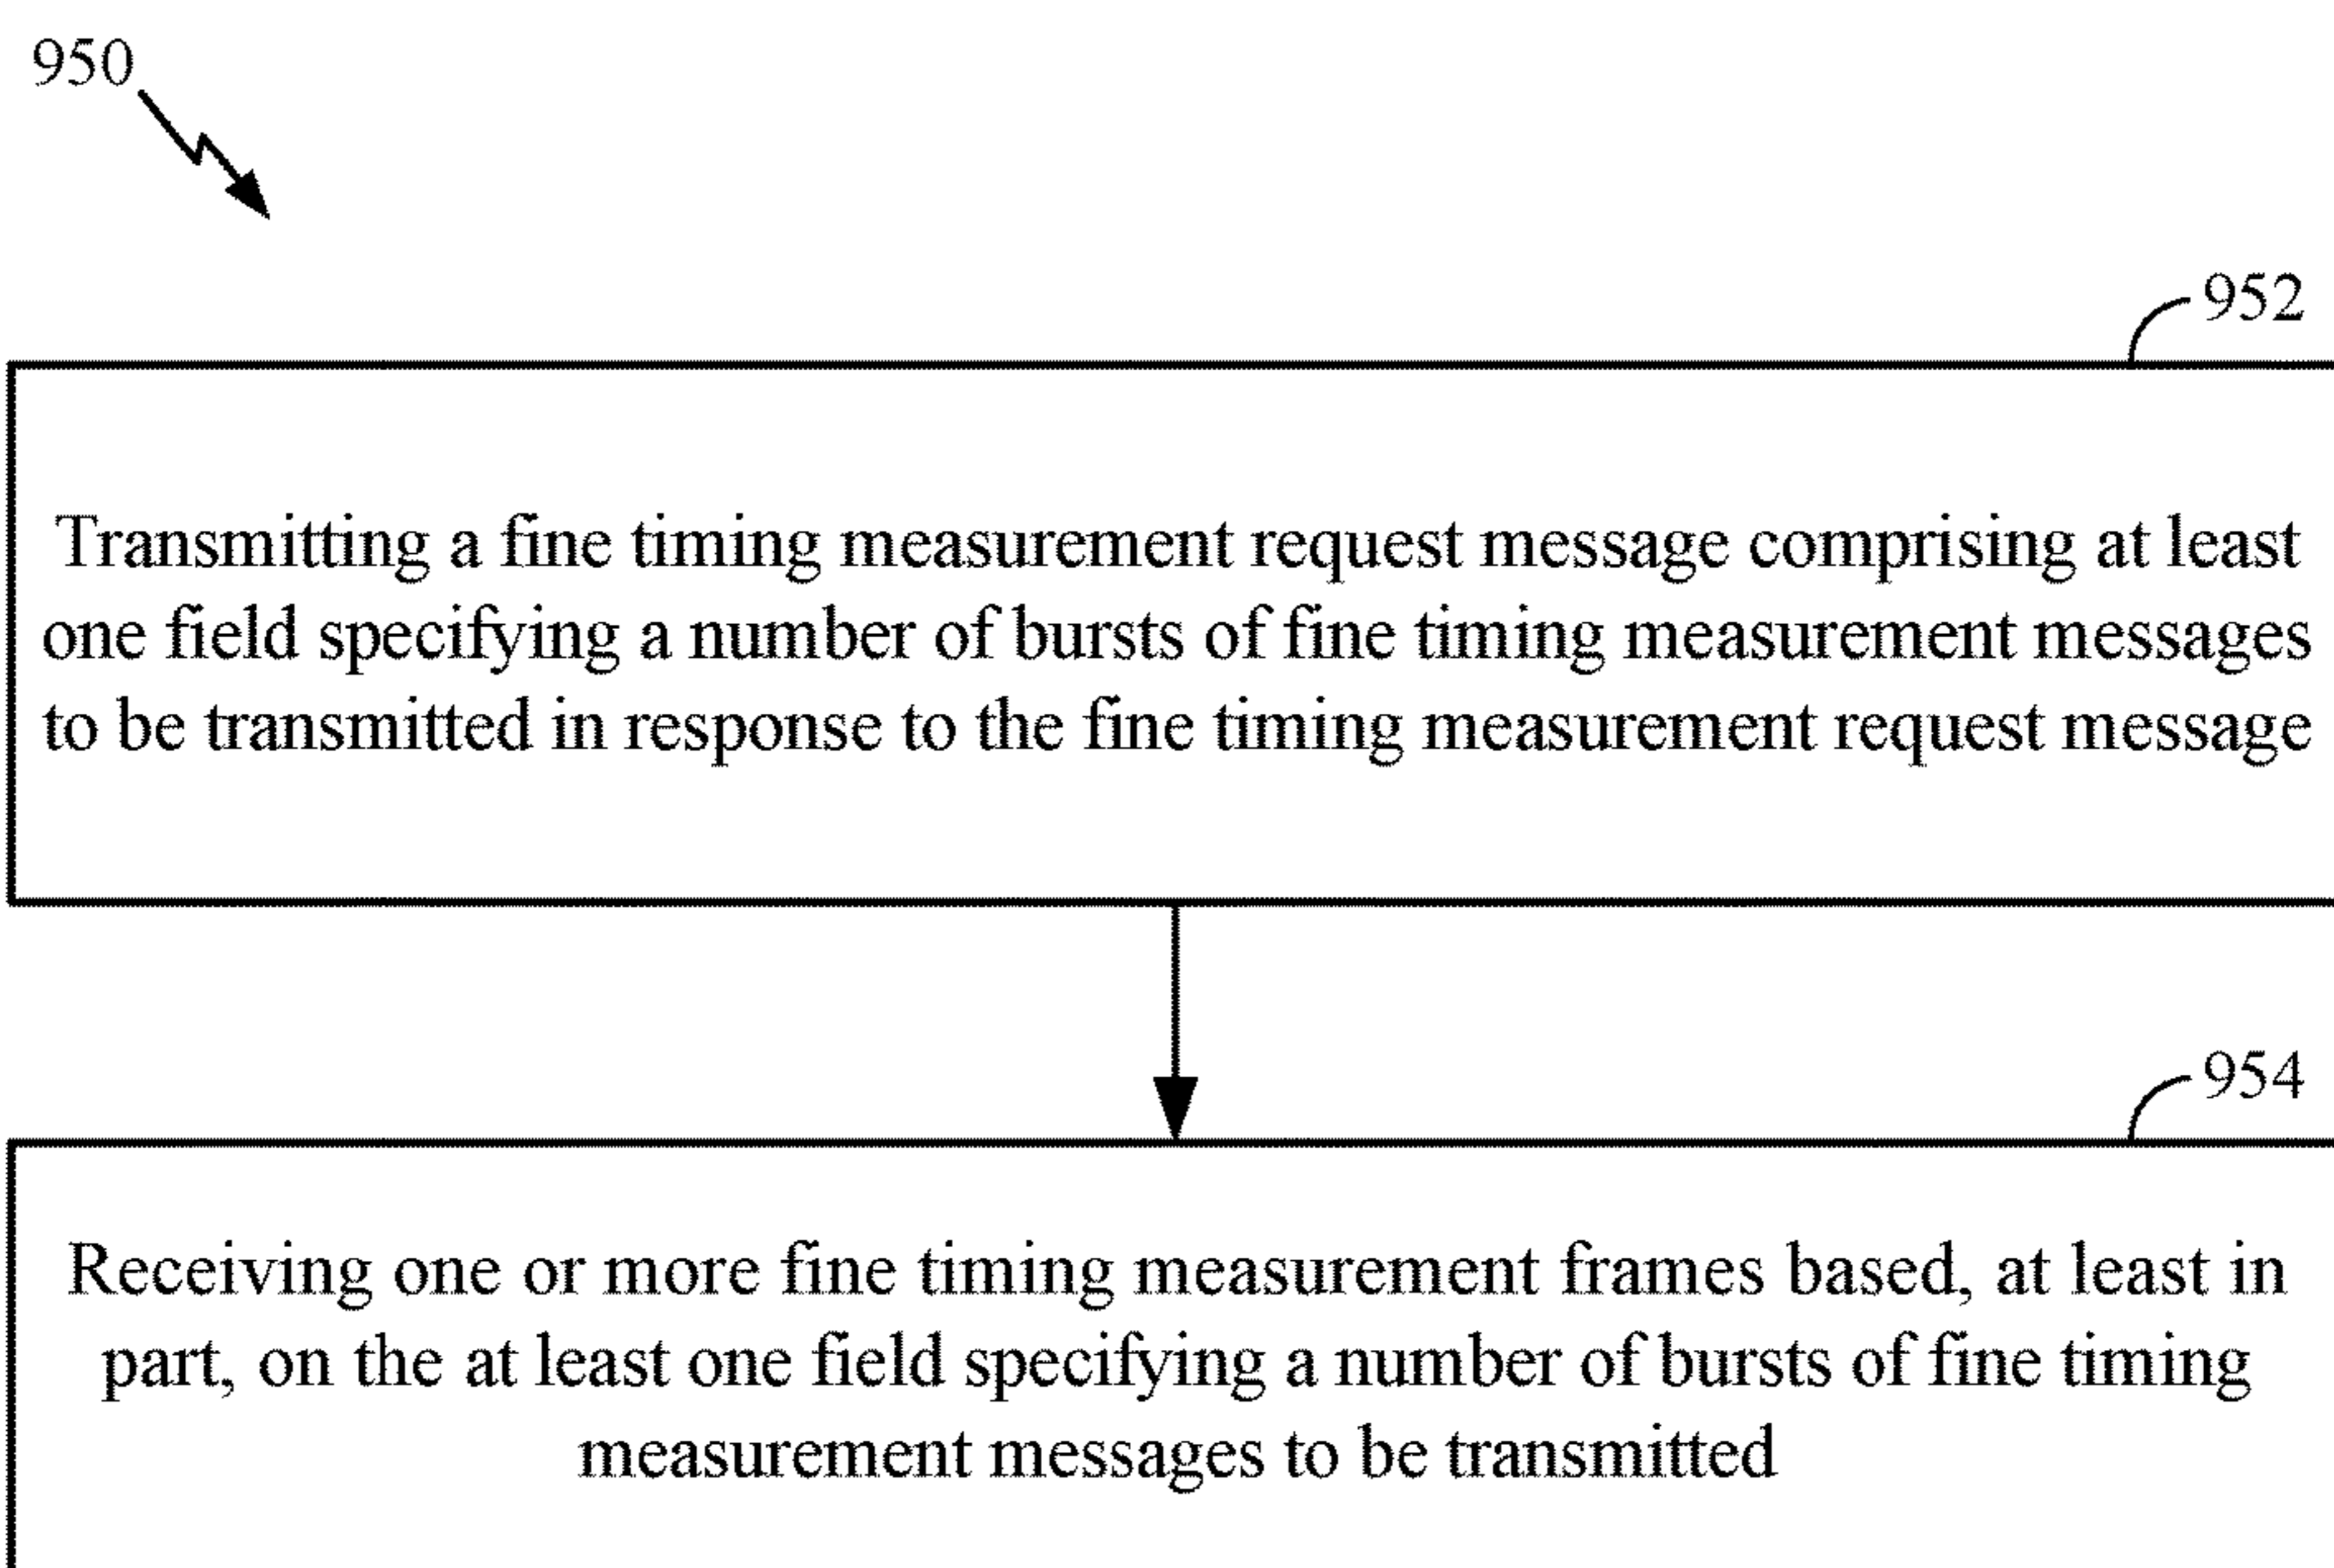 950
952
Transmitting a fine timing measurement request message comprising at least
one field specifying a number of bursts of fine timing measurement messages
to be transmitted in response to the fine timing measurement request message
954
Receiving one or more fine timing measurement frames based, at least in
part, on the at least one field specifying a number of bursts of fine timing
measurement messages to be transmitted